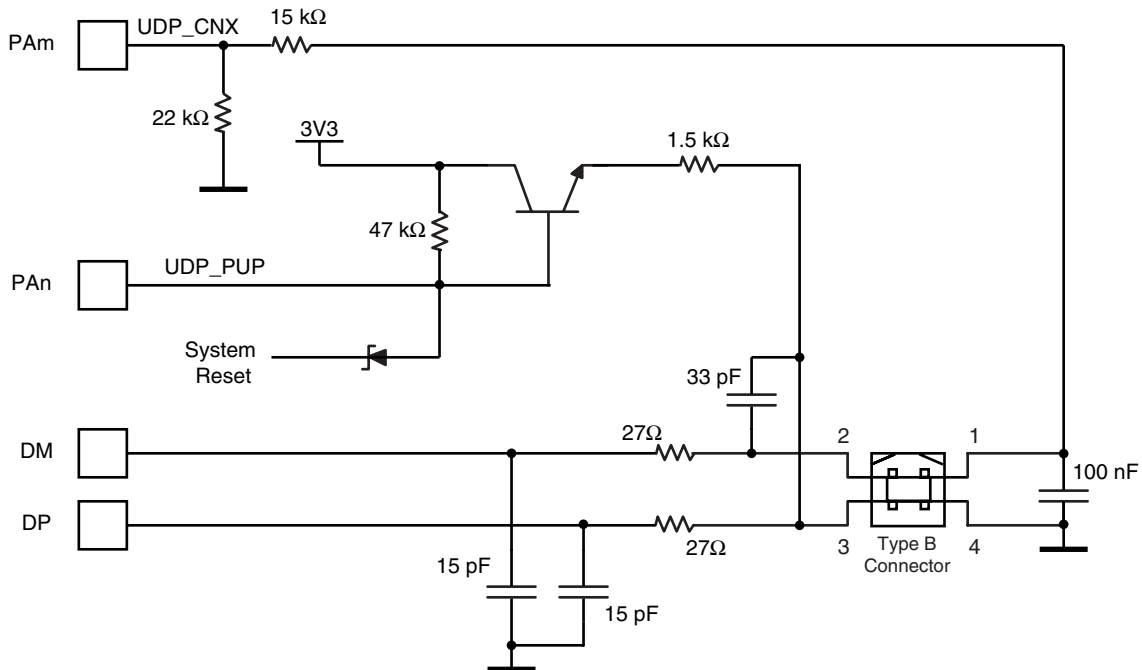 PAm
UDP_CNX
15 kΩ
22 kΩ
3V3
1.5 kΩ
47 kΩ
PAn
UDP_PUP
System
Reset
33 pF
DM
27Ω
2
1
100 nF
DP
27Ω
3
Type B
Connector
4
15 pF
15 pF